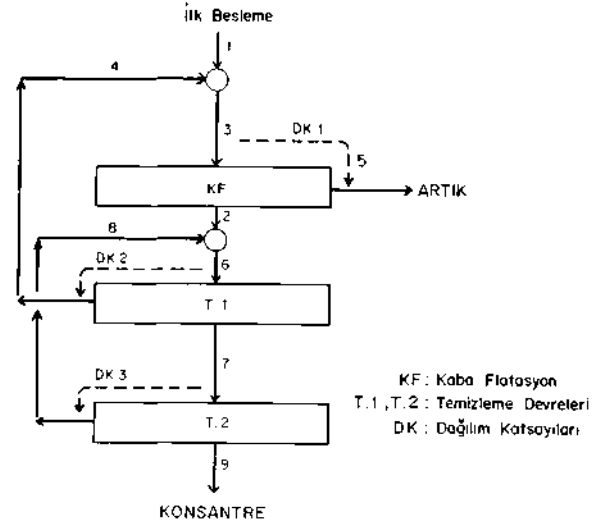 İlk Besleme
1
4
3
DK 1
5
KF
ARTIK
2
8
6
DK 2
T.1
7
DK 3
T.2
9
KONSANTRE
KF : Kaba Flotasyon
T.1 ,T.2 : Temizleme Devreleri
DK : Dağılım Katsayıları